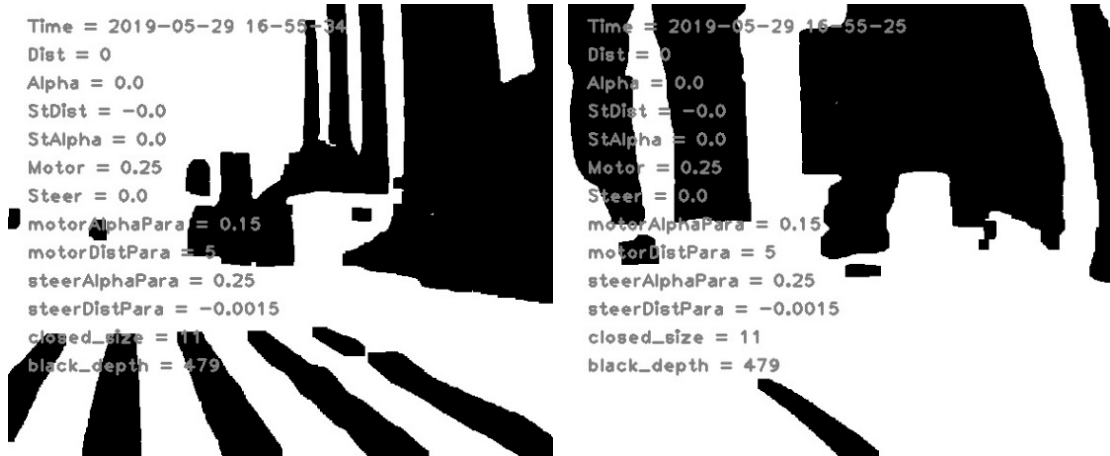 Time = 2019-05-29 16-55-34
Dist = 0
Alpha = 0.0
StDist = -0.0
StAlpha = 0.0
Motor = 0.25
Steer = 0.0
motorAlphaPara = 0.15
motorDistPara = 5
steerAlphaPara = 0.25
steerDistPara = -0.0015
closed_size = 11
black_depth = 479
Time = 2019-05-29 16-55-25
Dist = 0
Alpha = 0.0
StDist = -0.0
StAlpha = 0.0
Motor = 0.25
Steer = 0.0
motorAlphaPara = 0.15
motorDistPara = 5
steerAlphaPara = 0.25
steerDistPara = -0.0015
closed_size = 11
black_depth = 479